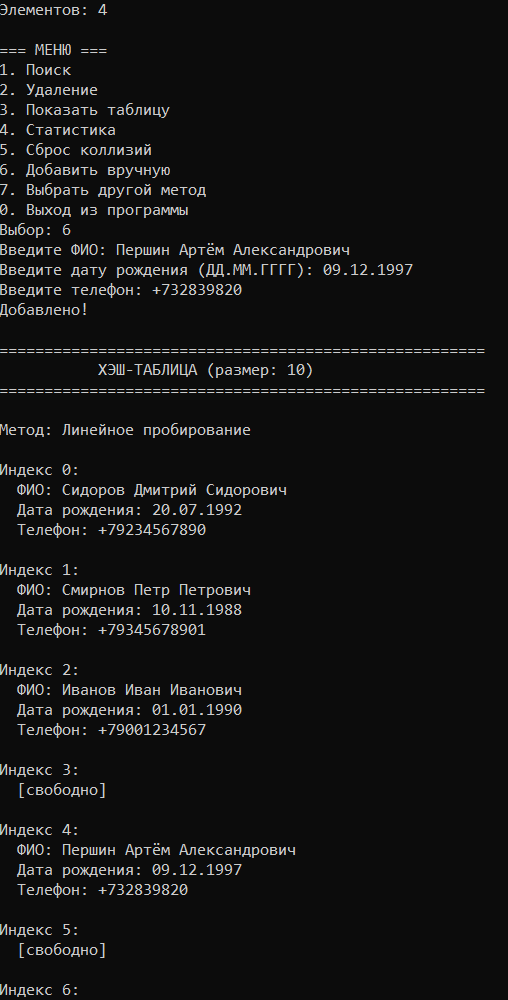 Элементов: 4
=== МЕНЮ ===
1. Поиск
2. Удаление
3. Показать таблицу
4. Статистика
5. Сброс коллизий
6. Добавить вручную
7. Выбрать другой метод
0. Выход из программы
Выбор: 6
Введите ФИО: Першин Артём Александрович
Введите дату рождения (ДД.ММ.ГГГГ): 09.12.1997
Введите телефон: +732839820
Добавлено!
======================================================
ХЭШ-ТАБЛИЦА (размер: 10)
======================================================
Метод: Линейное пробирование
Индекс 0:
ФИО: Сидоров Дмитрий Сидорович
Дата рождения: 20.07.1992
Телефон: +79234567890
Индекс 1:
ФИО: Смирнов Петр Петрович
Дата рождения: 10.11.1988
Телефон: +79345678901
Индекс 2:
ФИО: Иванов Иван Иванович
Дата рождения: 01.01.1990
Телефон: +79001234567
Индекс 3:
[свободно]
Индекс 4:
ФИО: Першин Артём Александрович
Дата рождения: 09.12.1997
Телефон: +732839820
Индекс 5:
[свободно]
Индекс 6: